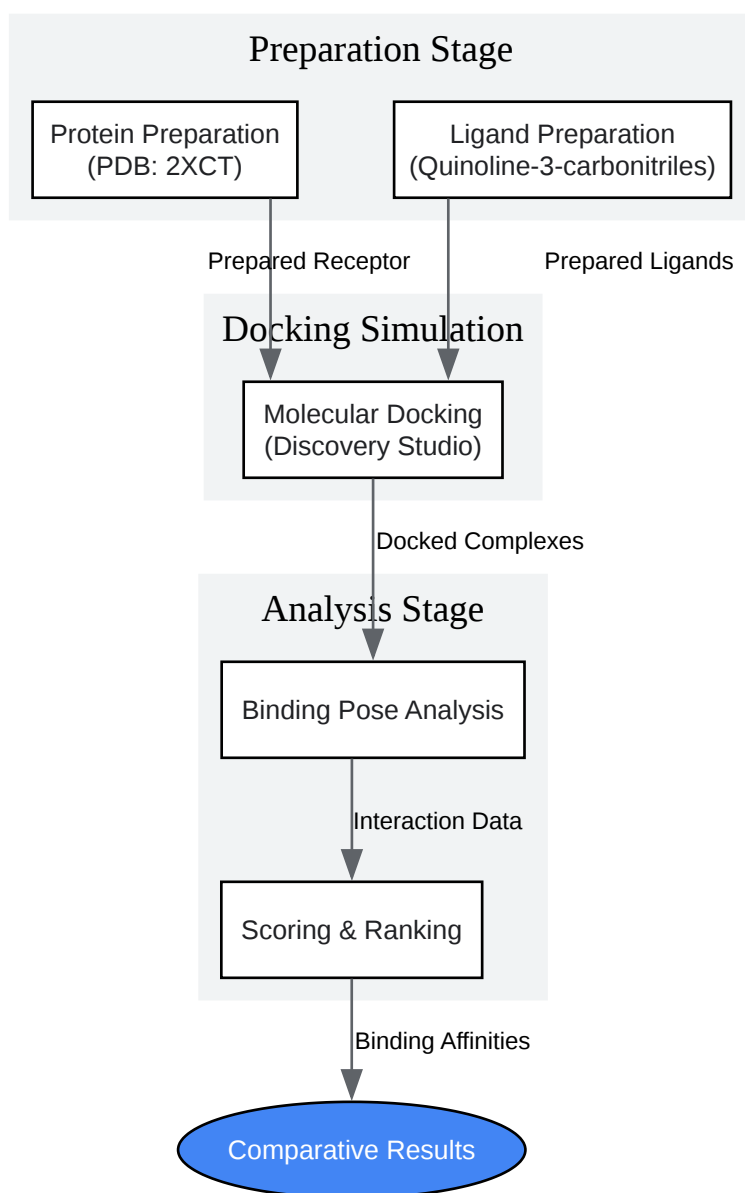 Preparation Stage
Protein Preparation
(PDB: 2XCT)
Ligand Preparation
(Quinoline-3-carbonitriles)
Prepared Receptor
Prepared Ligands
Docking Simulation
Molecular Docking
(Discovery Studio)
Docked Complexes
Analysis Stage
Binding Pose Analysis
Interaction Data
Scoring & Ranking
Binding Affinities
Comparative Results